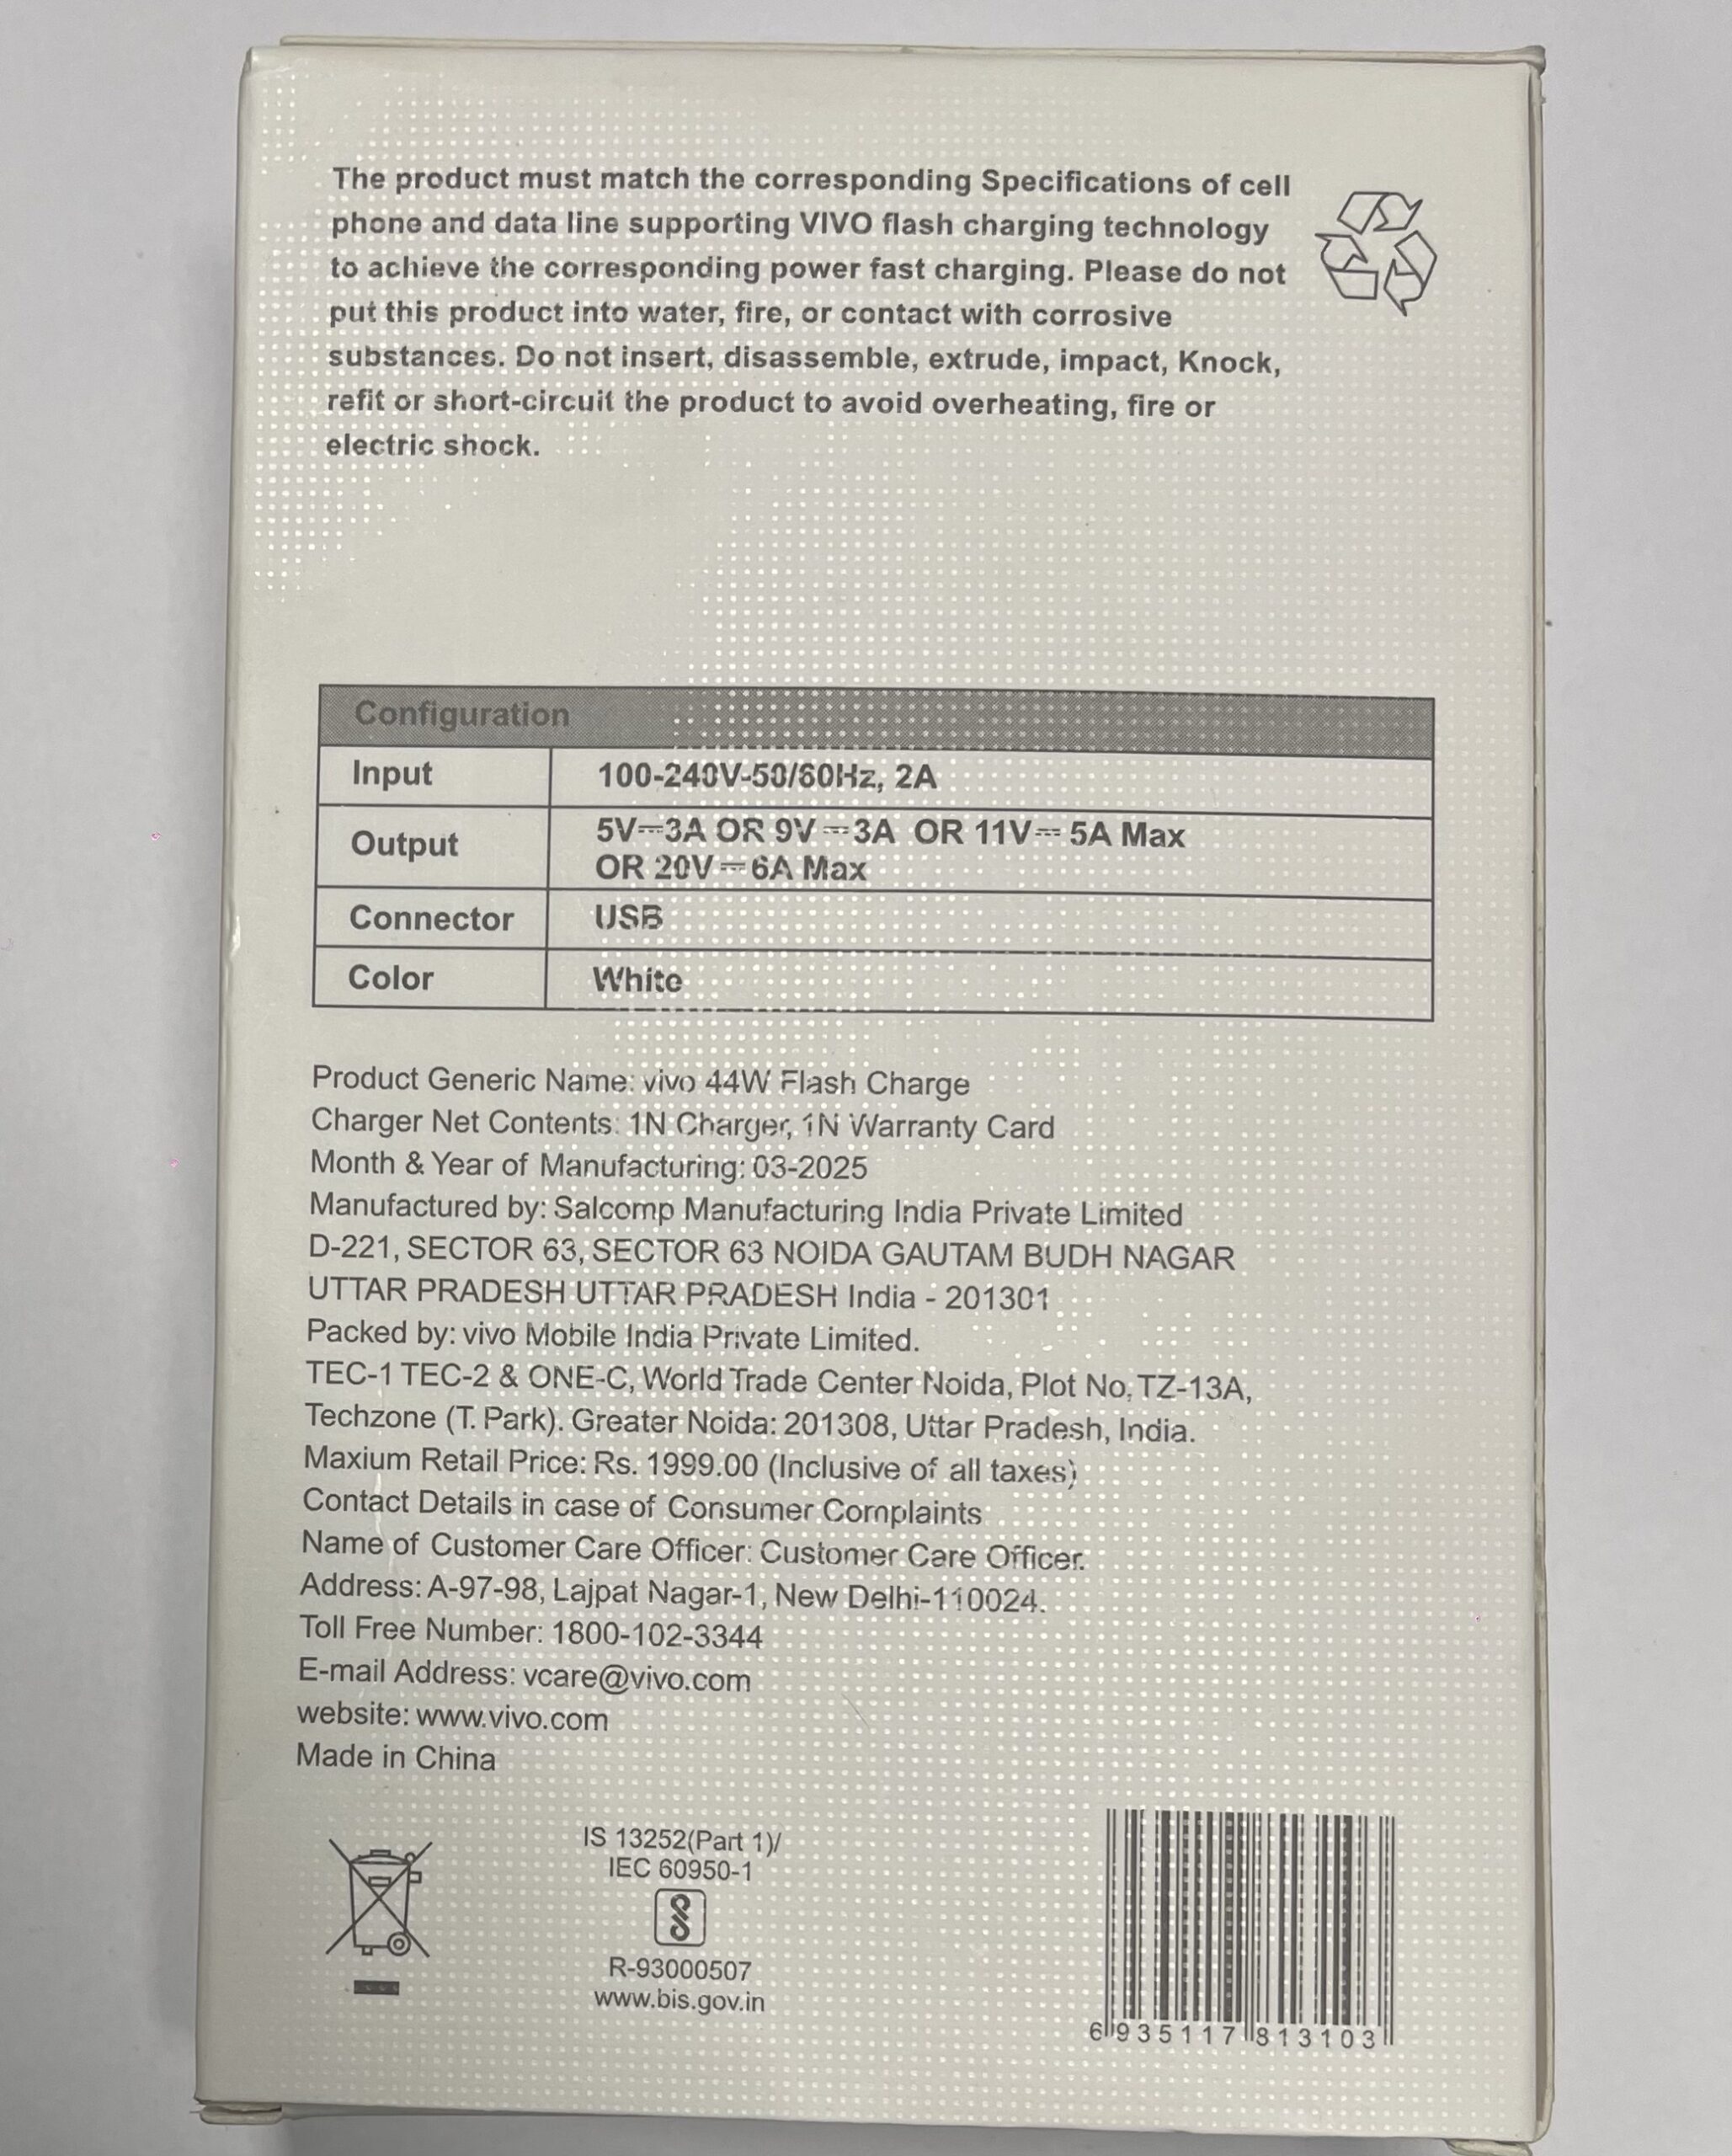 The product must match the corresponding Specifications of cell
phone and data line supporting VIVO flash charging technology
to achieve the corresponding power fast charging. Please do not
put this product into water, fire, or contact with corrosive
substances. Do not insert, disassemble, extrude, impact, Knock,
refit or short-circuit the product to avoid overheating, fire or
electric shock.
Configuration
Input 100-240V-50/60Hz, 2A
Output 5V⎓3A OR 9V⎓3A OR 11V⎓5A Max
OR 20V⎓6A Max
Connector USB
Color White
Product Generic Name: vivo 44W Flash Charge
Charger Net Contents: 1N Charger, 1N Warranty Card
Month & Year of Manufacturing: 03-2025
Manufactured by: Salcomp Manufacturing India Private Limited
D-221, SECTOR 63, SECTOR 63 NOIDA GAUTAM BUDH NAGAR
UTTAR PRADESH UTTAR PRADESH India - 201301
Packed by: vivo Mobile India Private Limited.
TEC-1 TEC-2 & ONE-C, World Trade Center Noida, Plot No, TZ-13A,
Techzone (T. Park). Greater Noida: 201308, Uttar Pradesh, India.
Maxium Retail Price: Rs. 1999.00 (Inclusive of all taxes)
Contact Details in case of Consumer Complaints
Name of Customer Care Officer: Customer Care Officer.
Address: A-97-98, Lajpat Nagar-1, New Delhi-110024.
Toll Free Number: 1800-102-3344
E-mail Address: vcare@vivo.com
website: www.vivo.com
Made in China
IS 13252(Part 1)/
IEC 60950-1
R-93000507
www.bis.gov.in
6 935117 813103